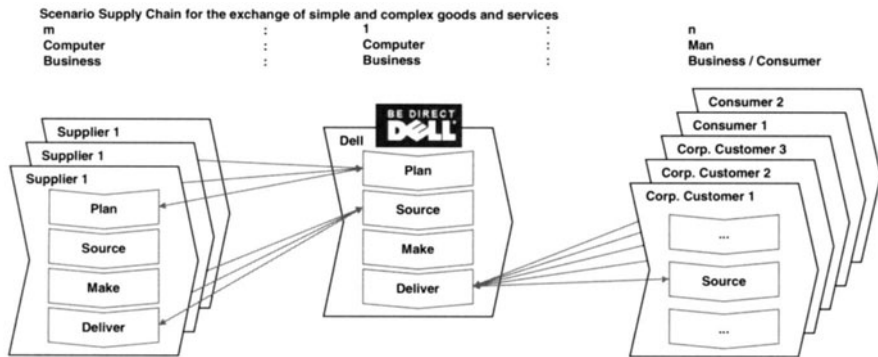 Scenario Supply Chain for the exchange of simple and complex goods and services
m : 1 : n
Computer : Computer : Man
Business : Business : Business / Consumer
Supplier 1
Supplier 1
Supplier 1
Plan
Source
Make
Deliver
BE DIRECT
DELL
Dell
Plan
Source
Make
Deliver
Consumer 2
Consumer 1
Corp. Customer 3
Corp. Customer 2
Corp. Customer 1
...
Source
...